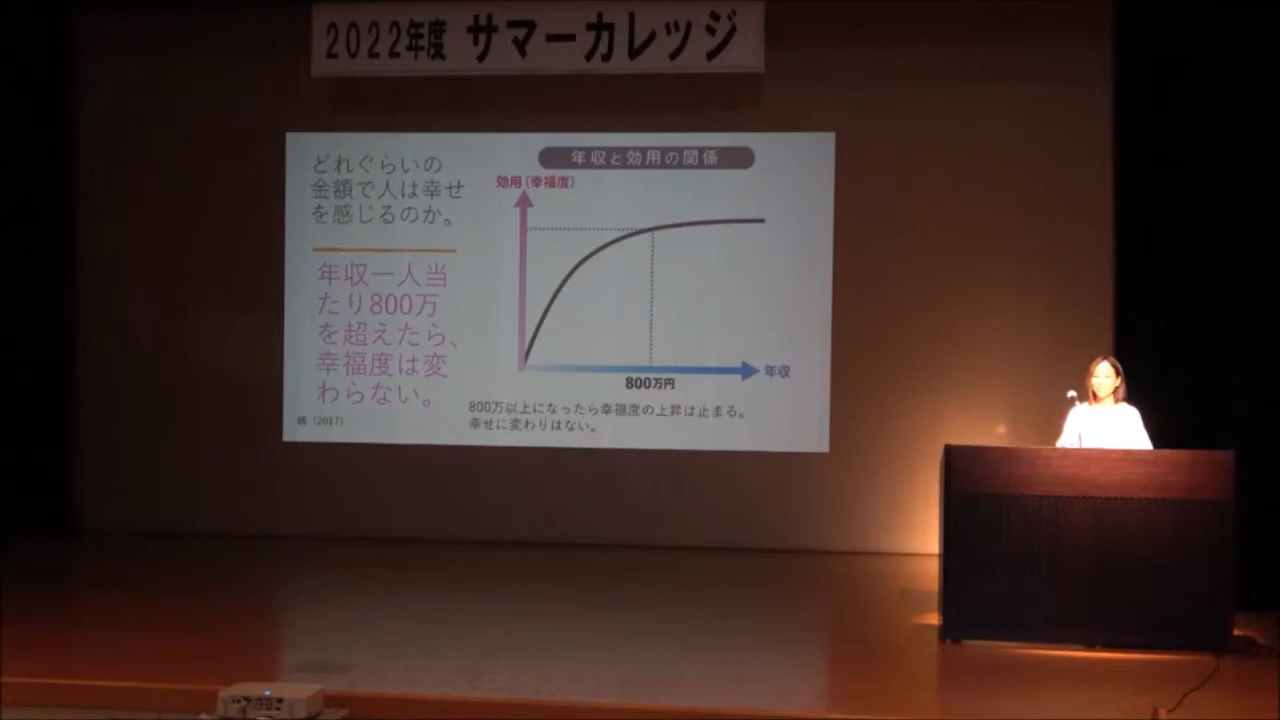 2022年度 サマーカレッジ
どれぐらいの
金額で人は幸せ
を感じるのか。
年収一人当
たり800万
を超えたら、
幸福度は変
わらない。
(2017)
年収と効用の関係
効用(幸福度)
年収
800万円
800万以上になったら幸福度の上昇は止まる。
幸せに変わりはない。